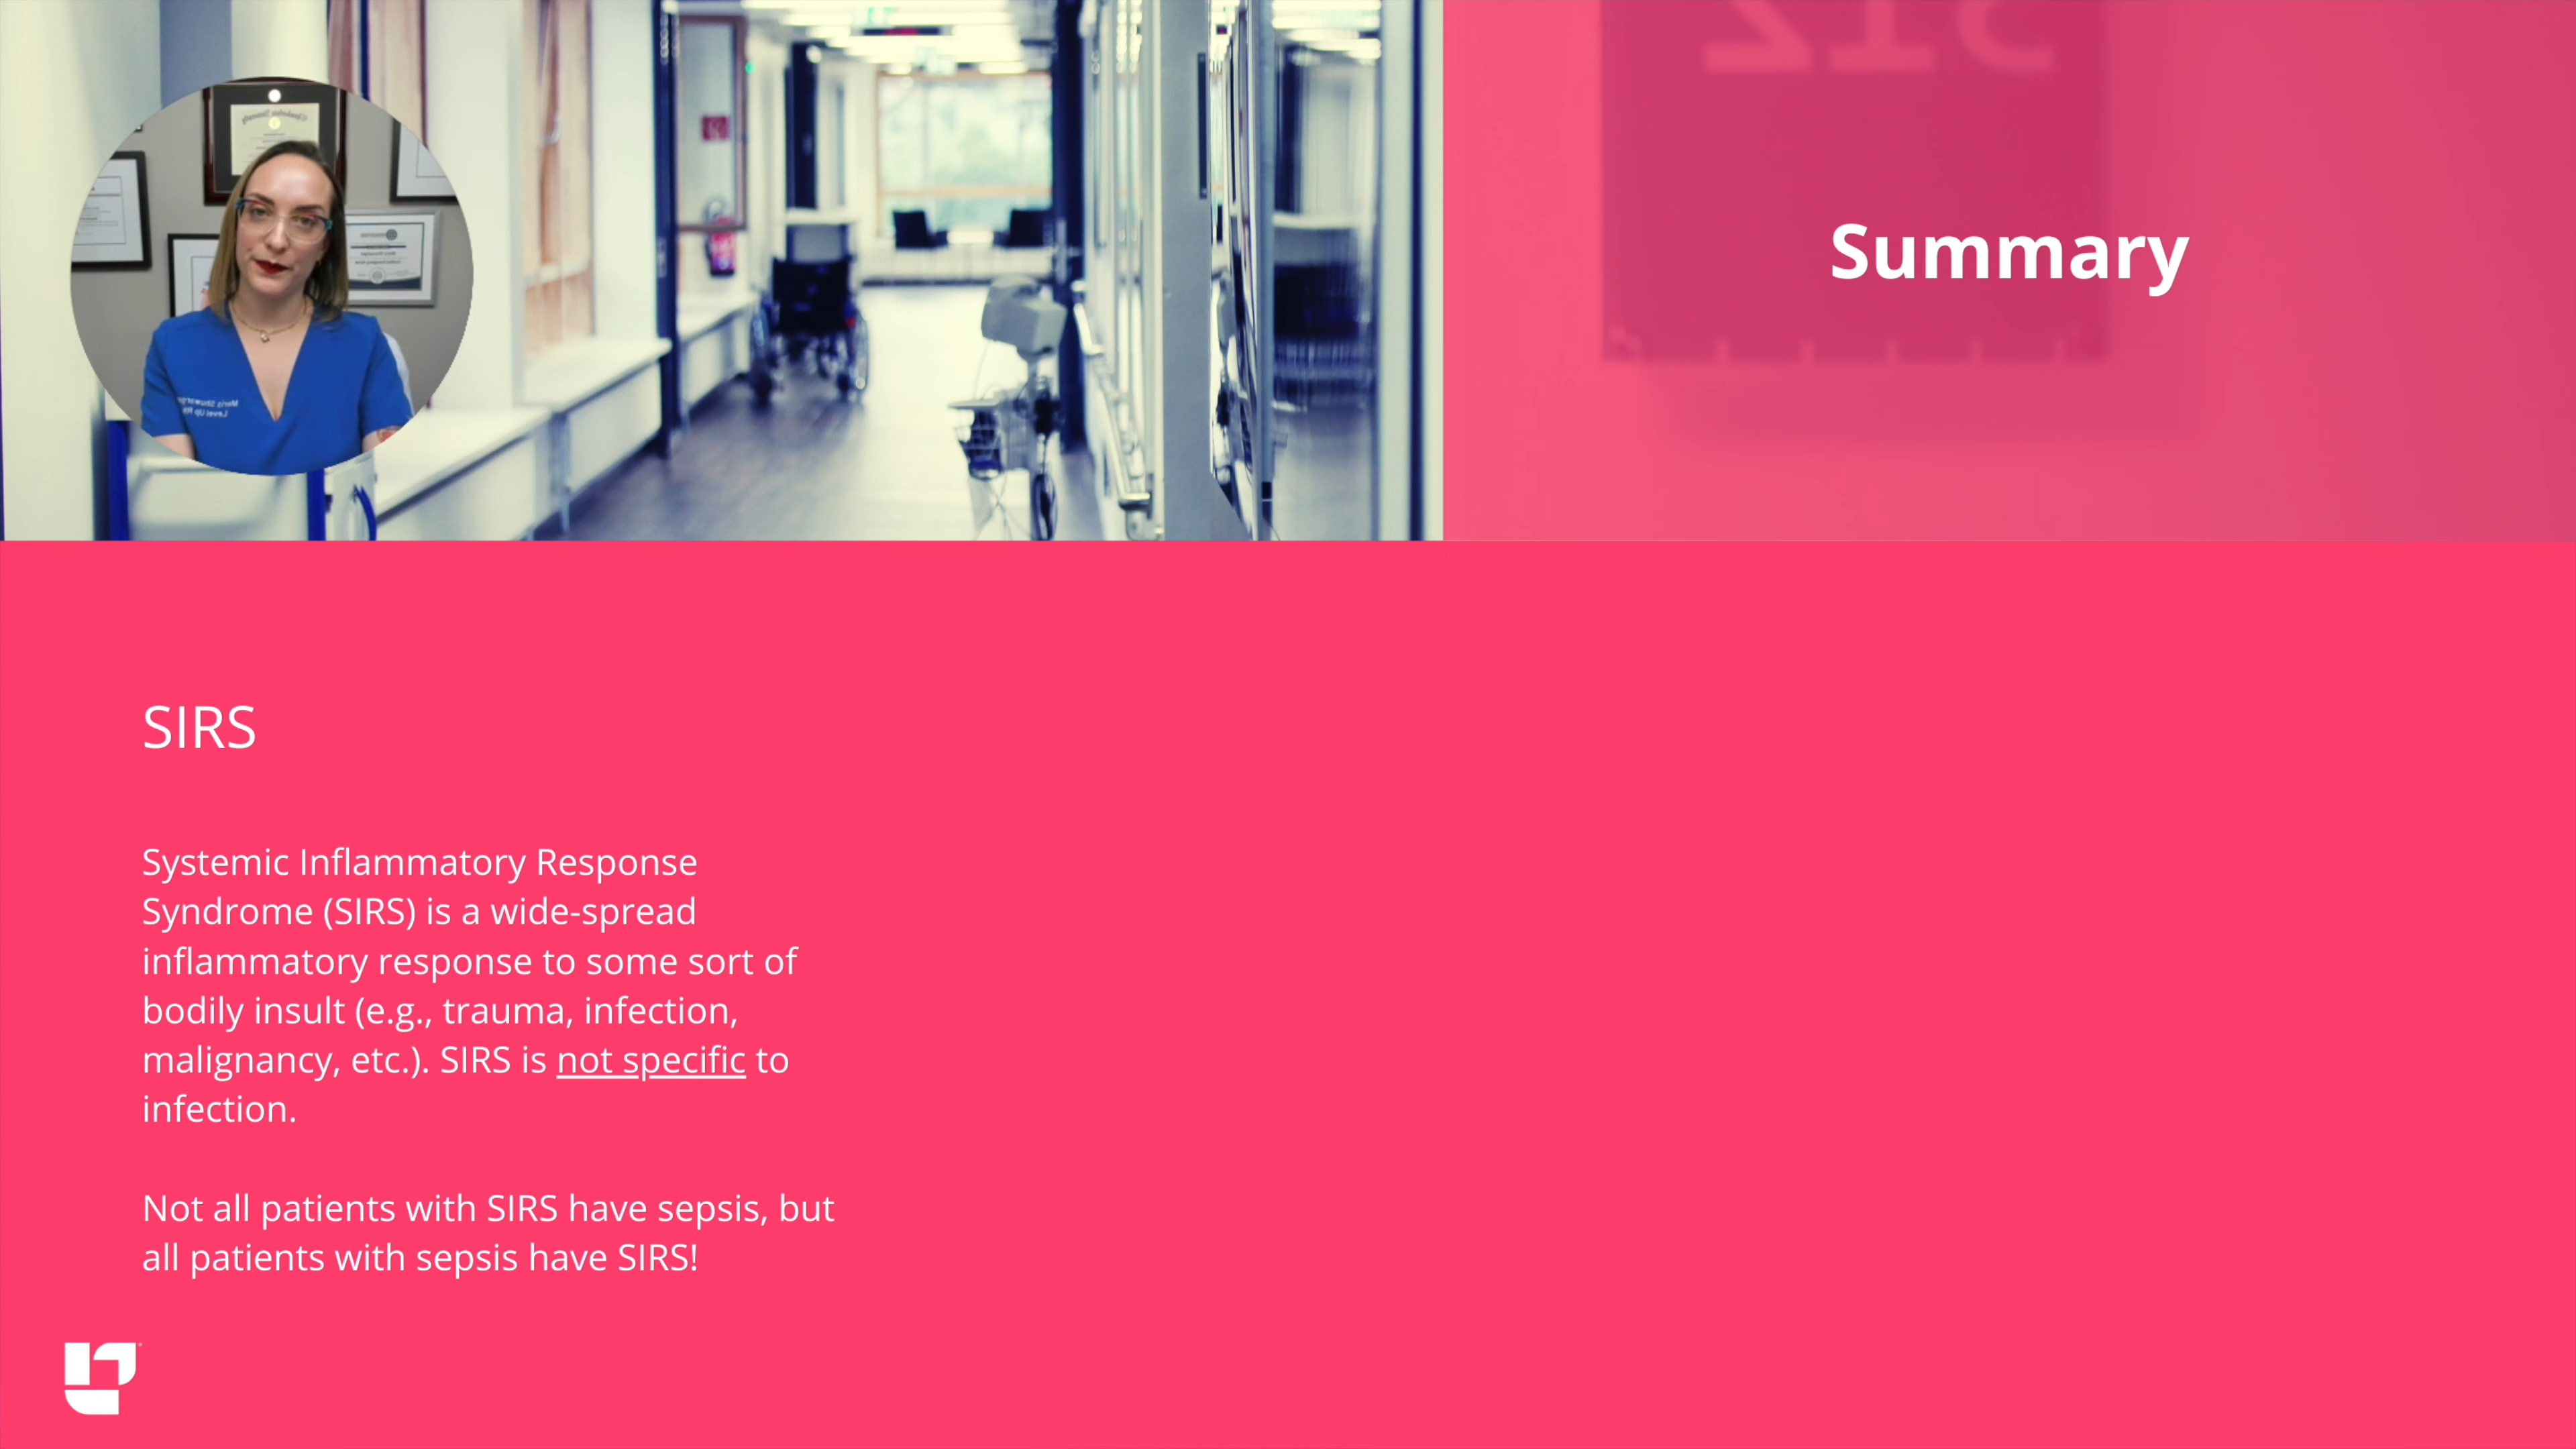 Summary
SIRS
Systemic Inflammatory Response
Syndrome (SIRS) is a wide-spread
inflammatory response to some sort of
bodily insult (e.g., trauma, infection,
malignancy, etc.). SIRS is not specific to
infection.
Not all patients with SIRS have sepsis, but
all patients with sepsis have SIRS!